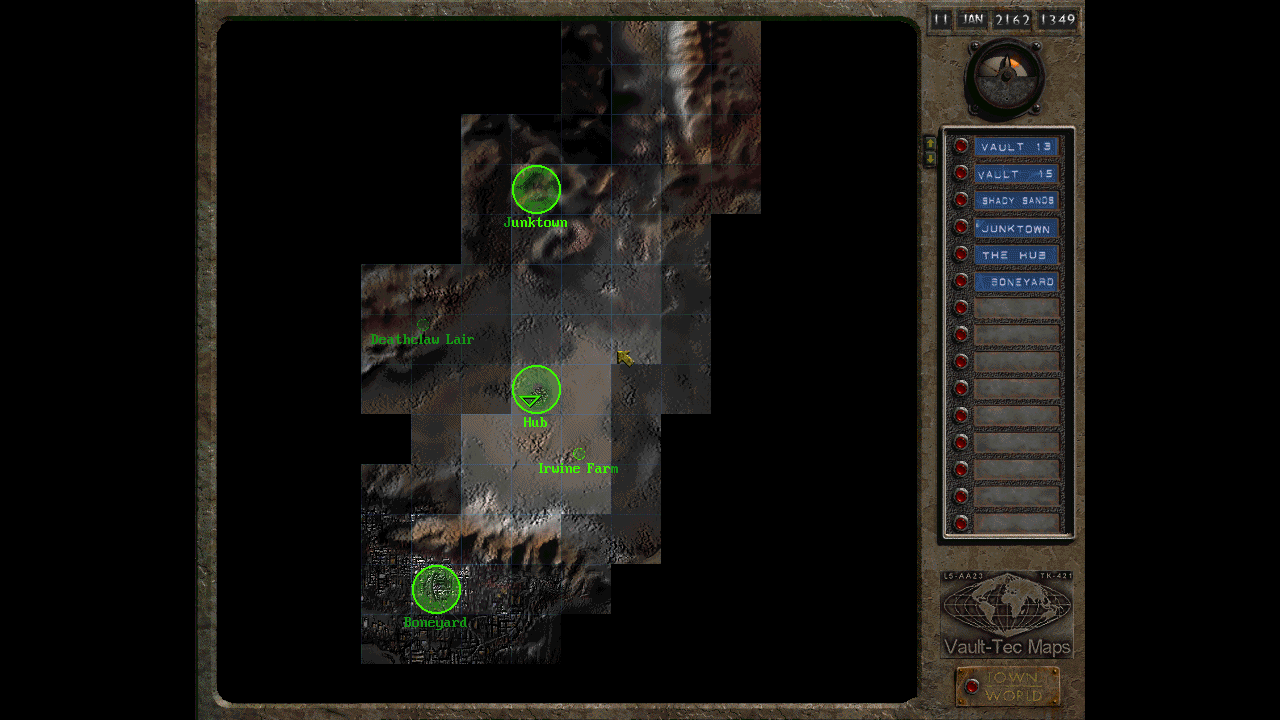 11 JAN 2162 1349
VAULT 13
VAULT 15
SHADY SANDS
JUNKTOWN
THE HUB
BONEYARD
Junktown
Deathclaw Lair
Hub
Irwine Farm
Boneyard
LS-AA23 TK-421
Vault-Tec Maps
TOWN
WORLD